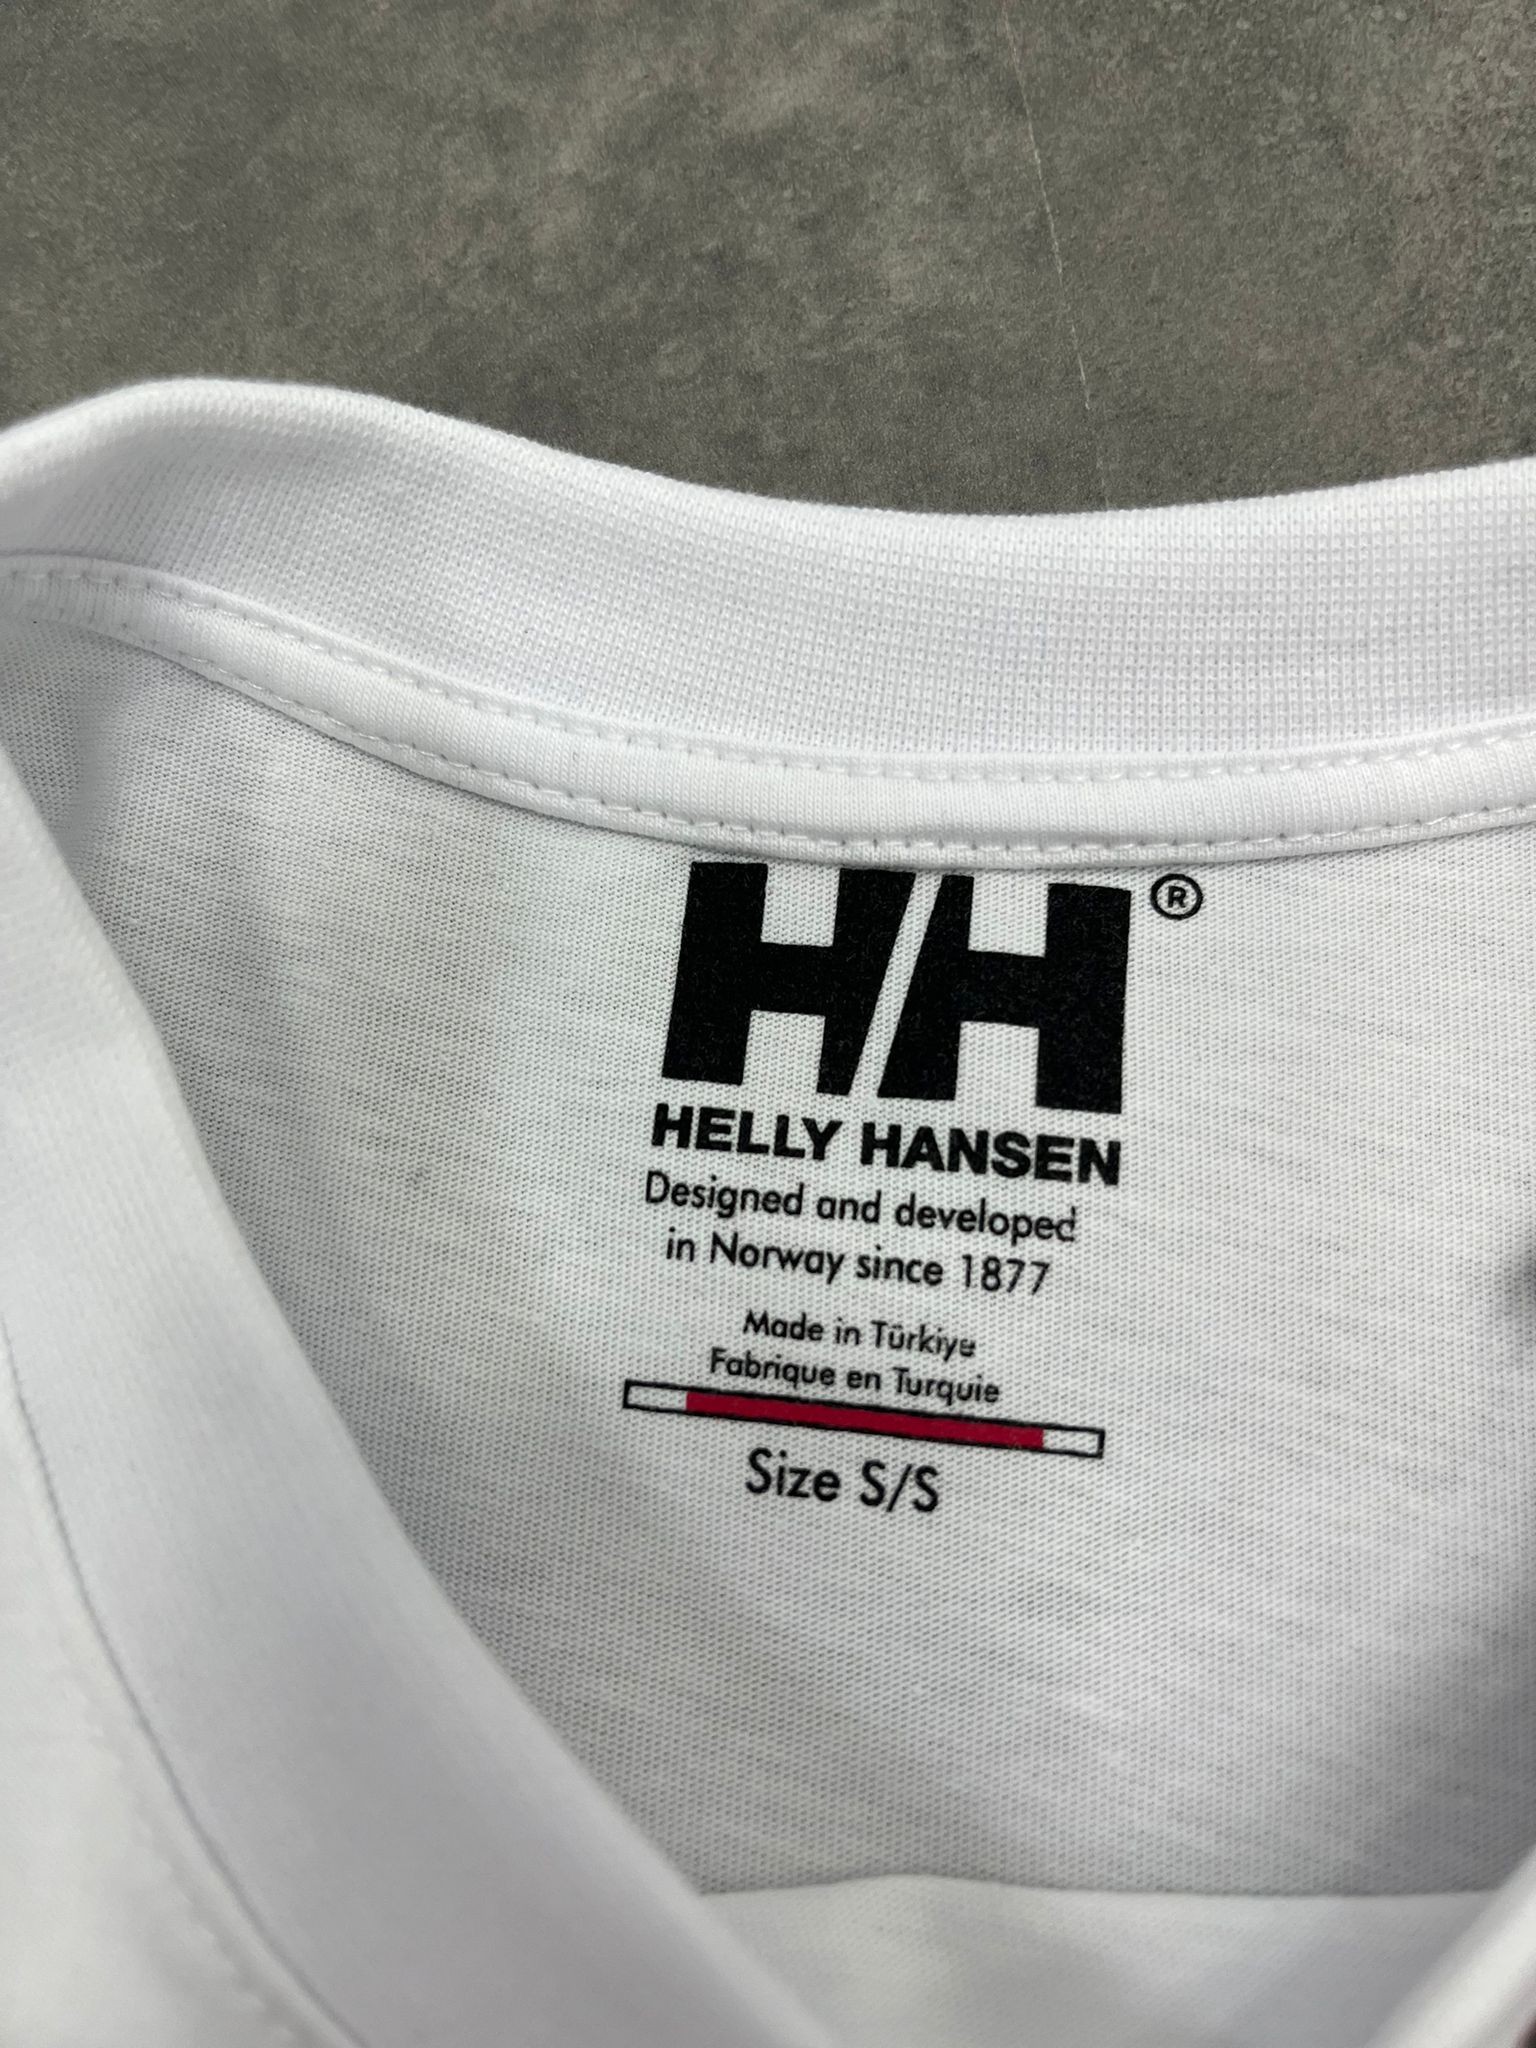 HH®
HELLY HANSEN
Designed and developed
in Norway since 1877
Made in Türkiye
Fabrique en Turquie
Size S/S